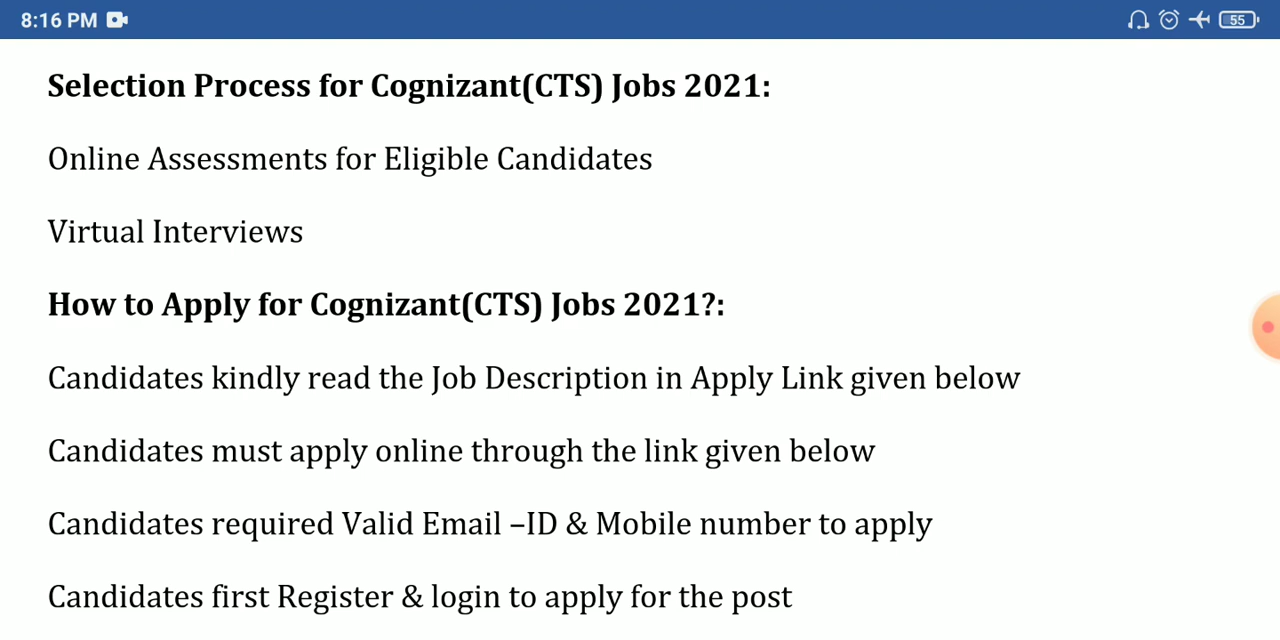 8:16 PM 55
Selection Process for Cognizant(CTS) Jobs 2021:
Online Assessments for Eligible Candidates
Virtual Interviews
How to Apply for Cognizant(CTS) Jobs 2021?:
Candidates kindly read the Job Description in Apply Link given below
Candidates must apply online through the link given below
Candidates required Valid Email –ID & Mobile number to apply
Candidates first Register & login to apply for the post